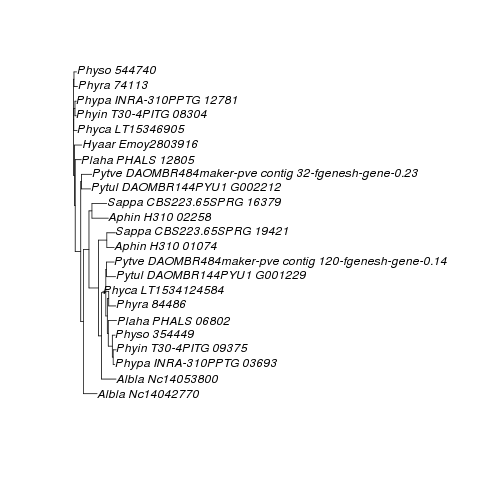 Physo 544740
Phyra 74113
Phypa INRA-310PPTG 12781
Phyin T30-4PITG 08304
Phyca LT15346905
Hyaar Emoy2803916
Plaha PHALS 12805
Pytve DAOMBR484maker-pve contig 32-fgenesh-gene-0.23
Pytul DAOMBR144PYU1 G002212
Sappa CBS223.65SPRG 16379
Aphin H310 02258
Sappa CBS223.65SPRG 19421
Aphin H310 01074
Pytve DAOMBR484maker-pve contig 120-fgenesh-gene-0.14
Pytul DAOMBR144PYU1 G001229
Phyca LT1534124584
Phyra 84486
Plaha PHALS 06802
Physo 354449
Phyin T30-4PITG 09375
Phypa INRA-310PPTG 03693
Albla Nc14053800
Albla Nc14042770